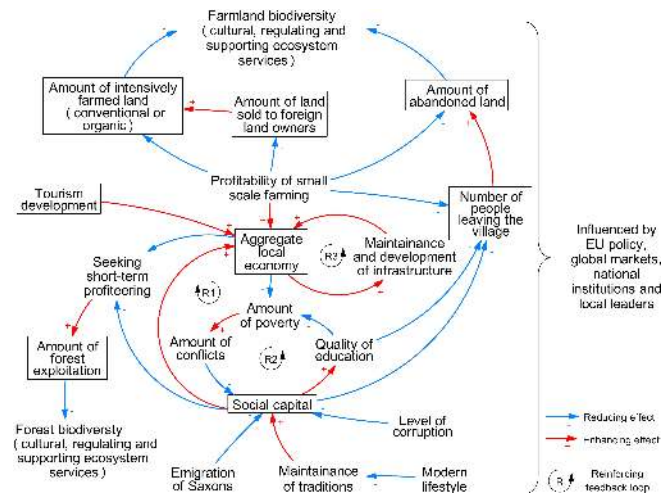 Farmland biodiversity
( cultural, regulating and
supporting ecosystem
services )
Amount of intensively
farmed land
( conventional or
organic )
Amount of land
sold to foreign
land owners
Amount of
abandoned land
Profitability of small
scale farming
Tourism
development
Number of
people leaving
the village
Aggregate
local
economy
R3
Maintainance
and development
of infrastructure
Influenced by
EU policy,
global markets,
national
institutions and
local leaders
Seeking
short-term
profiteering
R1
Amount
of poverty
Amount of
conflicts
R2
Quality of
education
Amount of
forest
exploitation
Social capital
Level of
corruption
Forest biodiversty
( cultural, regulating and
supporting ecosystem
services )
Emigration
of Saxons
Maintainance
of traditions
Modern
lifestyle
Reducing effect
Enhancing effect
R
Reinforcing
feedback loop